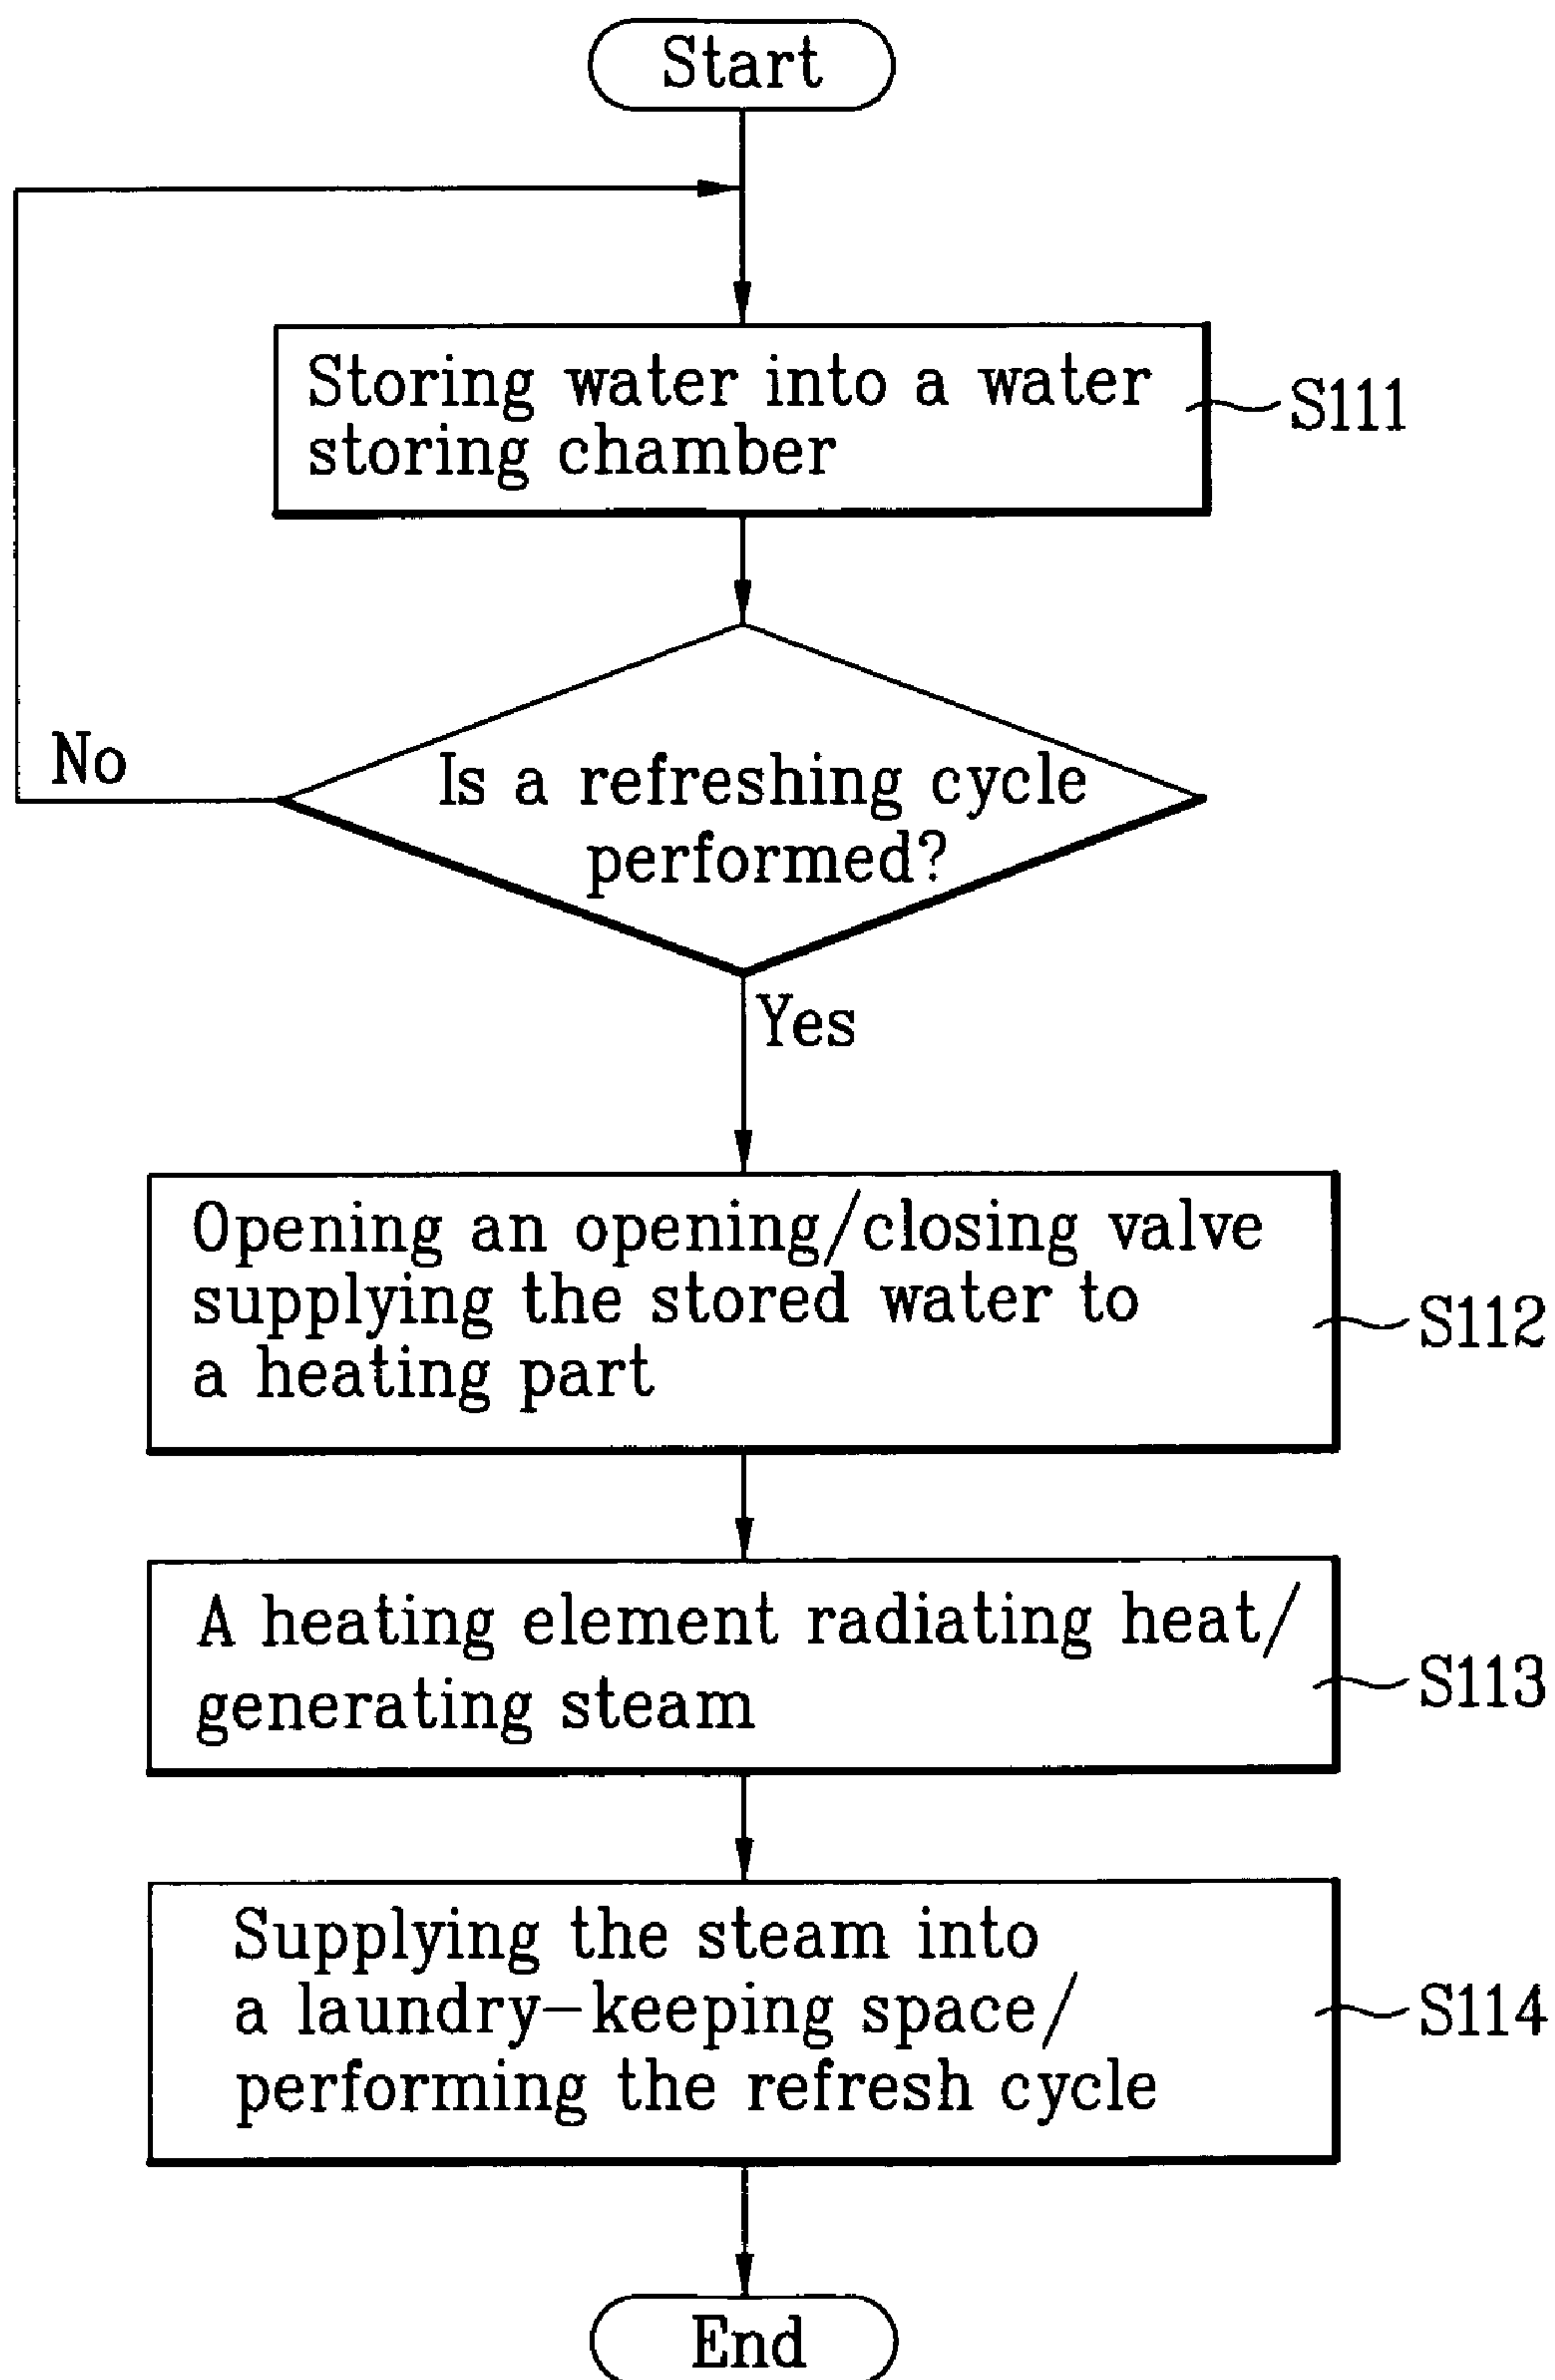 Start
Storing water into a water
storing chamber
S111
Is a refreshing cycle
performed?
No
Yes
Opening an opening/closing valve
supplying the stored water to
a heating part
S112
A heating element radiating heat/
generating steam
S113
Supplying the steam into
a laundry-keeping space/
performing the refresh cycle
S114
End